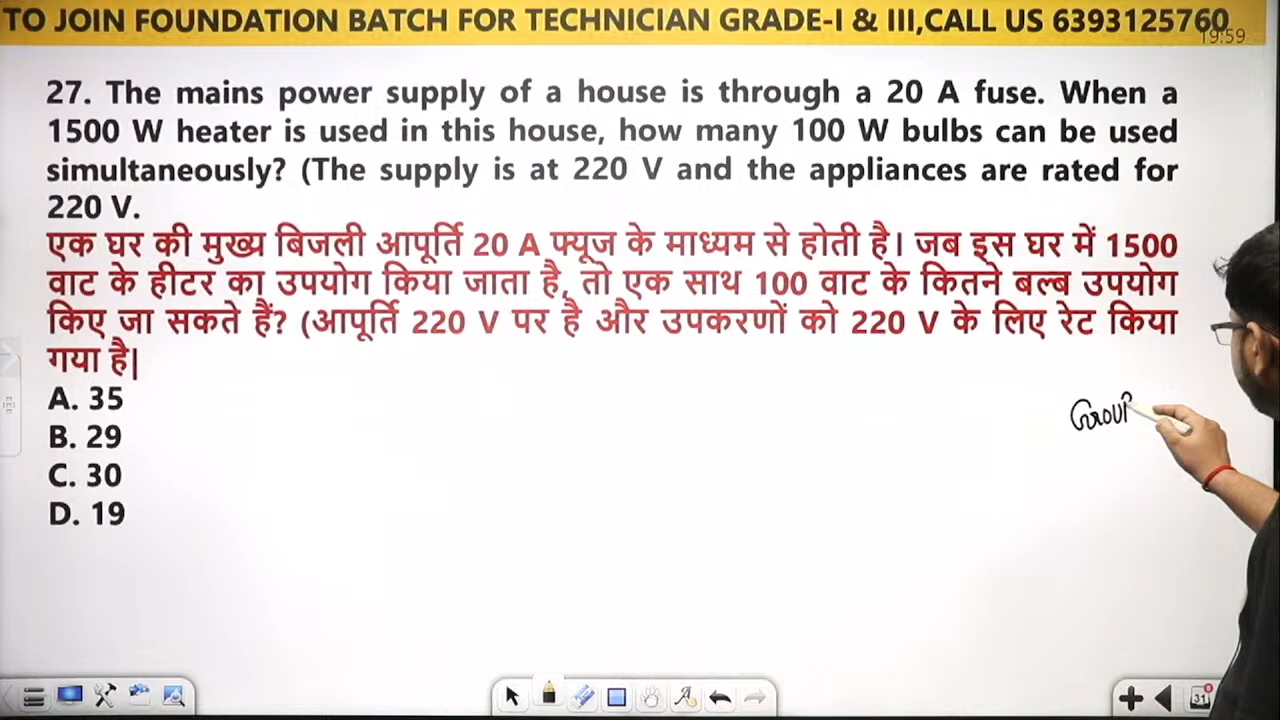 TO JOIN FOUNDATION BATCH FOR TECHNICIAN GRADE-I & III,CALL US 6393125760
19:59
27. The mains power supply of a house is through a 20 A fuse. When a
1500 W heater is used in this house, how many 100 W bulbs can be used
simultaneously? (The supply is at 220 V and the appliances are rated for
220 V.
एक घर की मुख्य बिजली आपूर्ति 20 A फ्यूज के माध्यम से होती है। जब इस घर में 1500
वाट के हीटर का उपयोग किया जाता है, तो एक साथ 100 वाट के कितने बल्ब उपयोग
किए जा सकते हैं? (आपूर्ति 220 V पर है और उपकरणों को 220 V के लिए रेट किया
गया है|
A. 35
B. 29
C. 30
D. 19
GROUP
31